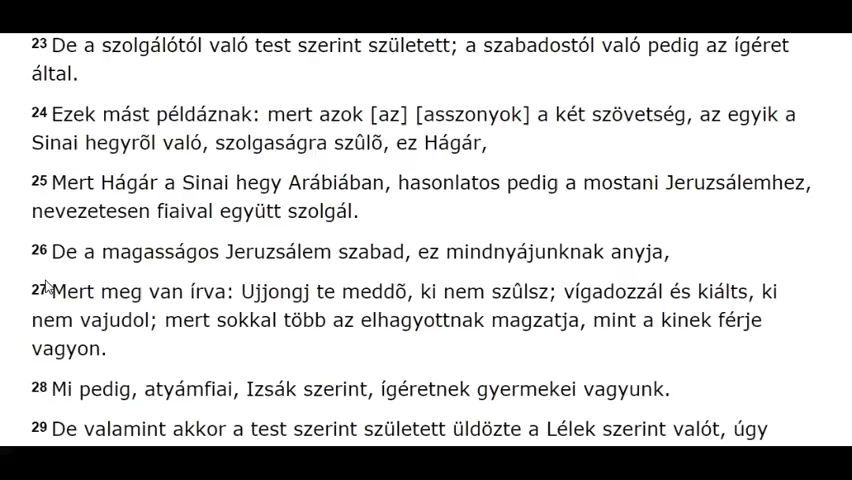 23 De a szolgálótól való test szerint született; a szabadostól való pedig az ígéret
által.
24 Ezek mást példáznak: mert azok [az] [asszonyok] a két szövetség, az egyik a
Sinai hegyrõl való, szolgaságra szûlõ, ez Hágár,
25 Mert Hágár a Sinai hegy Arábiában, hasonlatos pedig a mostani Jeruzsálemhez,
nevezetesen fiaival együtt szolgál.
26 De a magasságos Jeruzsálem szabad, ez mindnyájunknak anyja,
27 Mert meg van írva: Ujjongj te meddõ, ki nem szûlsz; vígadozzál és kiálts, ki
nem vajudol; mert sokkal több az elhagyottnak magzatja, mint a kinek férje
vagyon.
28 Mi pedig, atyámfiai, Izsák szerint, ígéretnek gyermekei vagyunk.
29 De valamint akkor a test szerint született üldözte a Lélek szerint valót, úgy